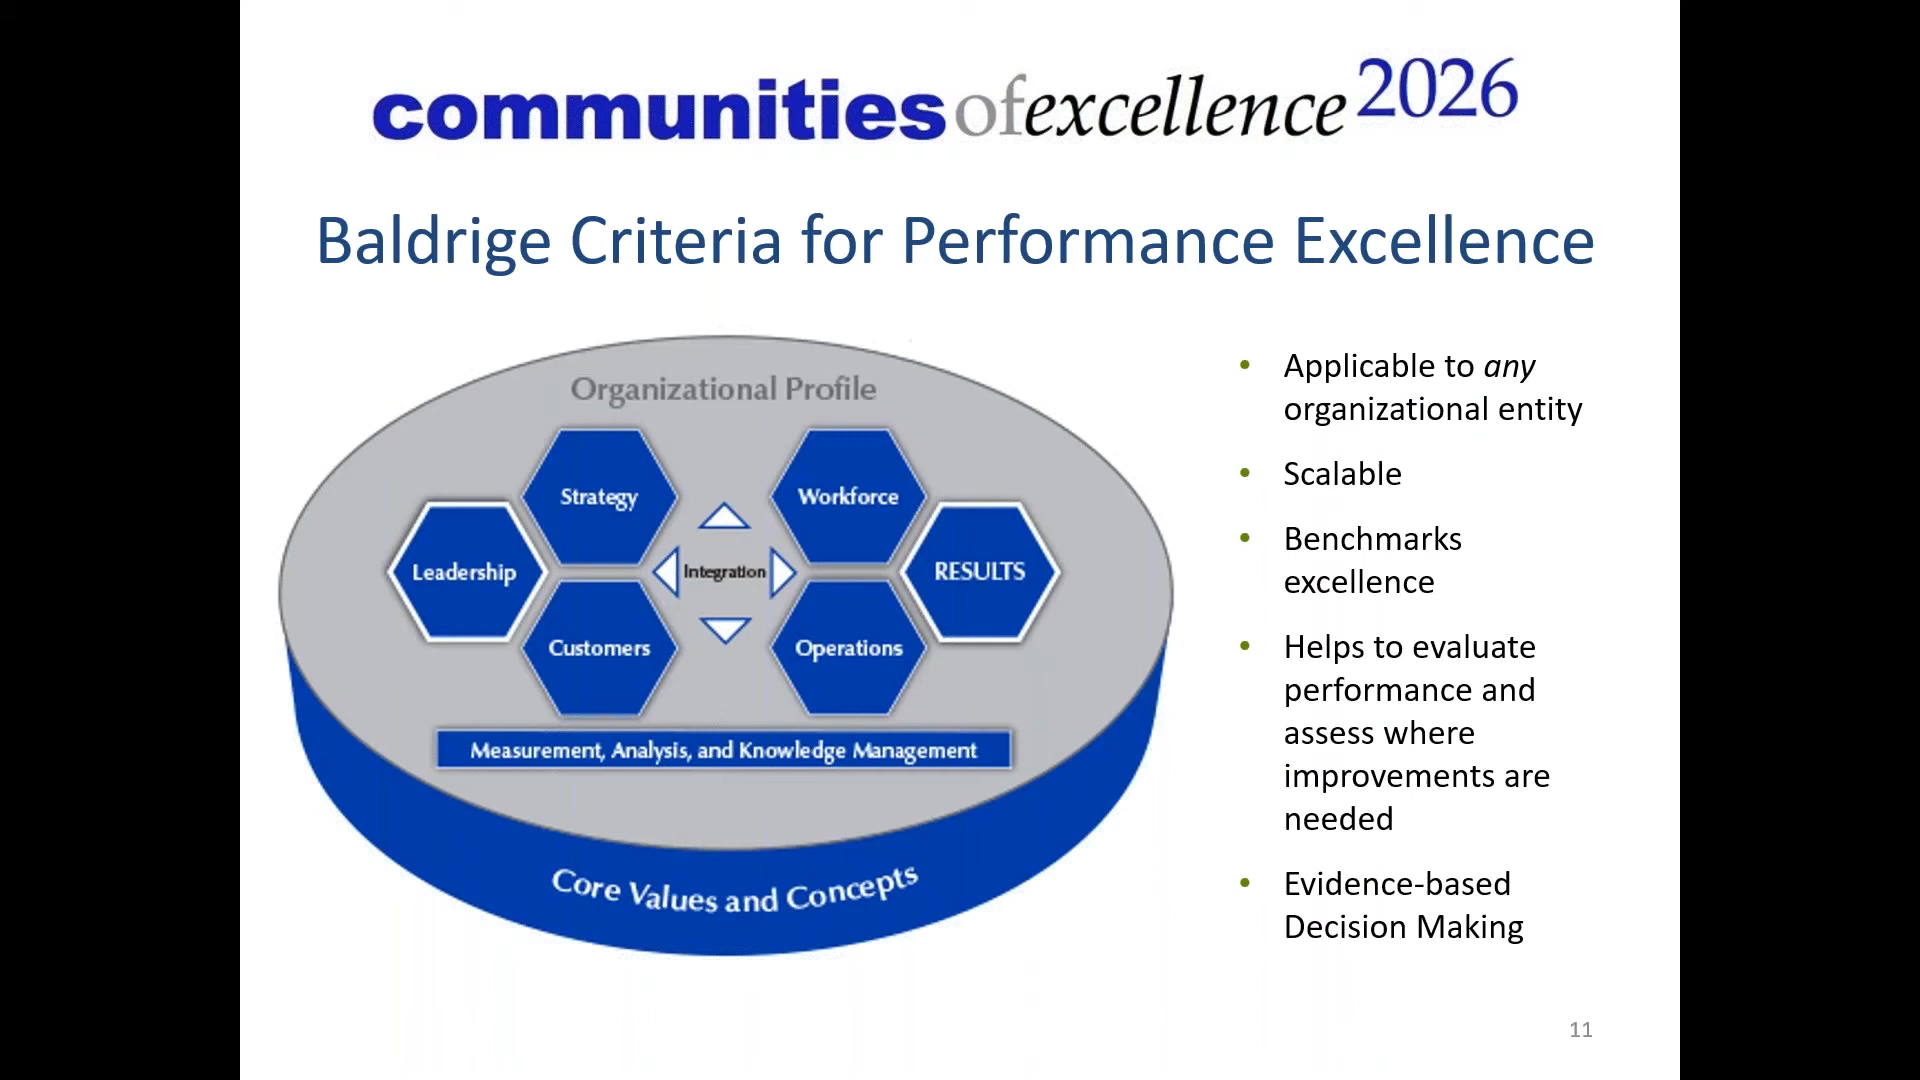 communitiesofexcellence2026
Baldrige Criteria for Performance Excellence
Organizational Profile
Strategy
Workforce
Leadership
Integration
RESULTS
Customers
Operations
Measurement, Analysis, and Knowledge Management
Core Values and Concepts
• Applicable to any
organizational entity
• Scalable
• Benchmarks
excellence
• Helps to evaluate
performance and
assess where
improvements are
needed
• Evidence-based
Decision Making
11